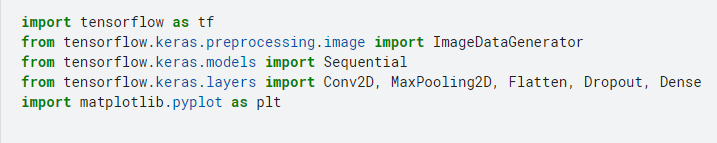 import tensorflow as tf
from tensorflow.keras.preprocessing.image import ImageDataGenerator
from tensorflow.keras.models import Sequential
from tensorflow.keras.layers import Conv2D, MaxPooling2D, Flatten, Dropout, Dense
import matplotlib.pyplot as plt